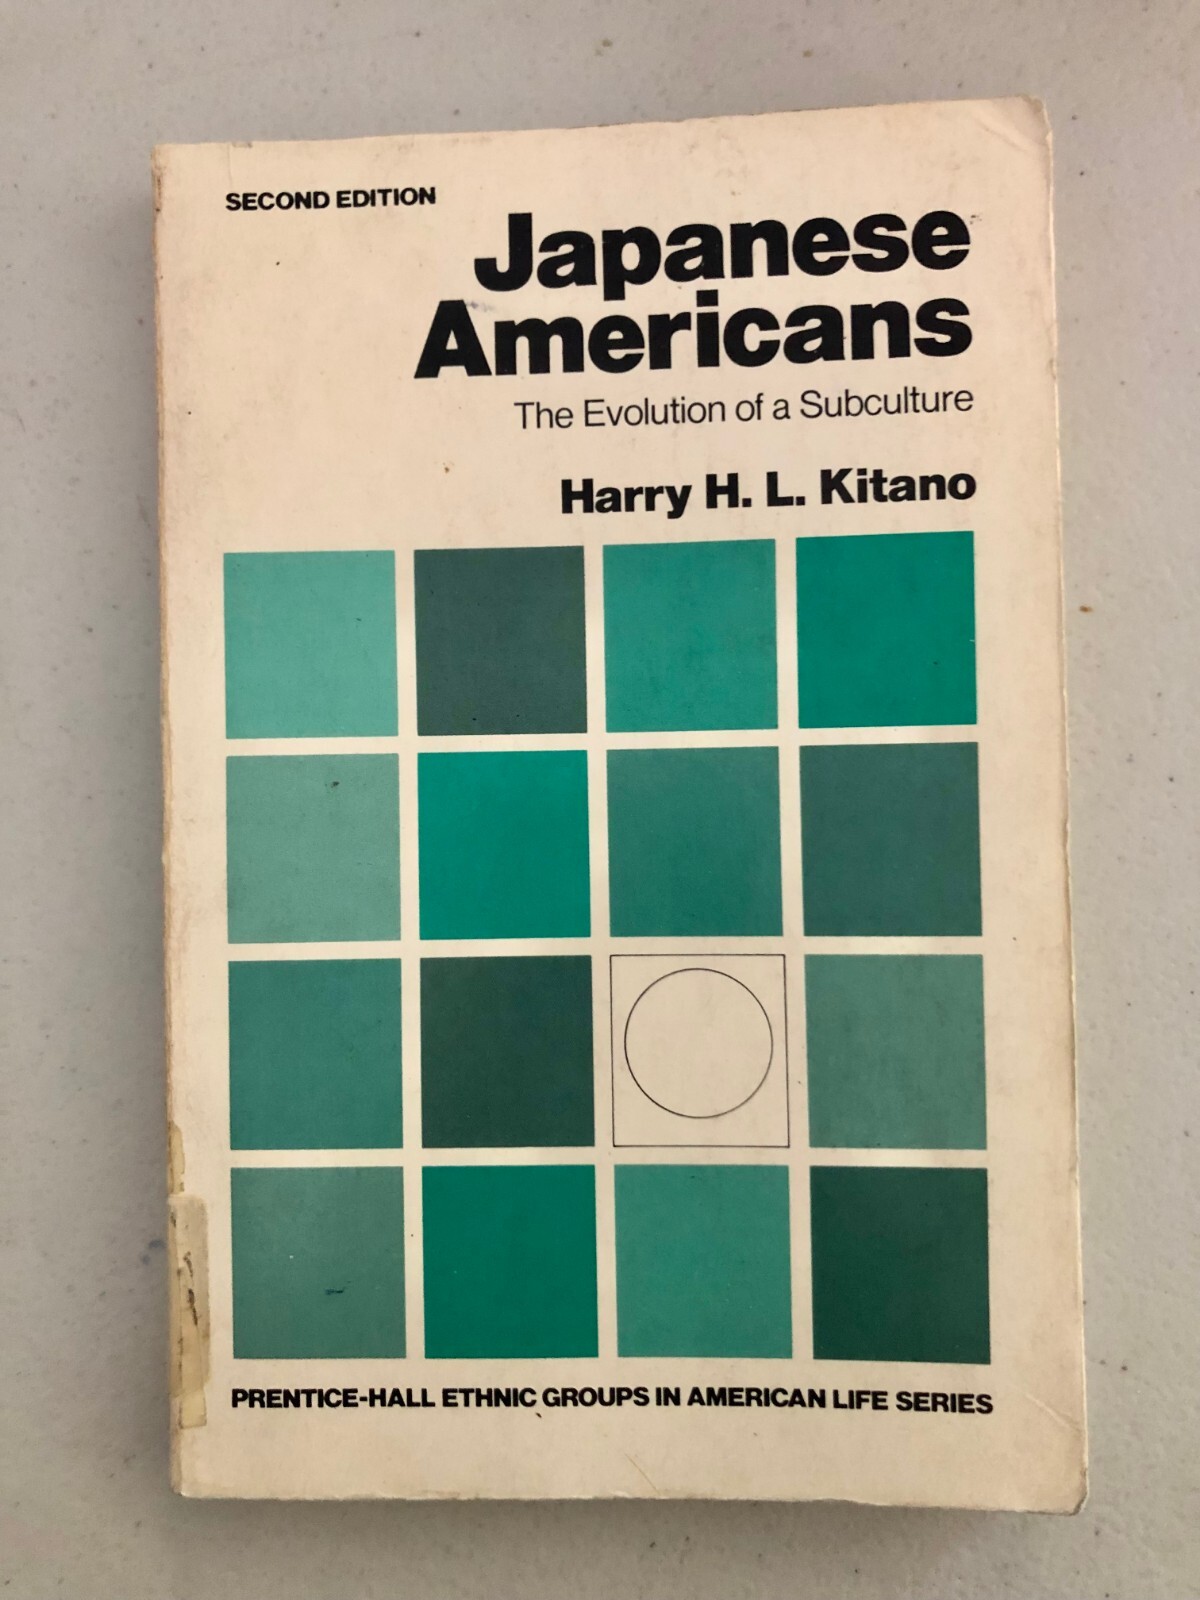 SECOND EDITION
Japanese
Americans
The Evolution of a Subculture
Harry H. L. Kitano
PRENTICE-HALL ETHNIC GROUPS IN AMERICAN LIFE SERIES